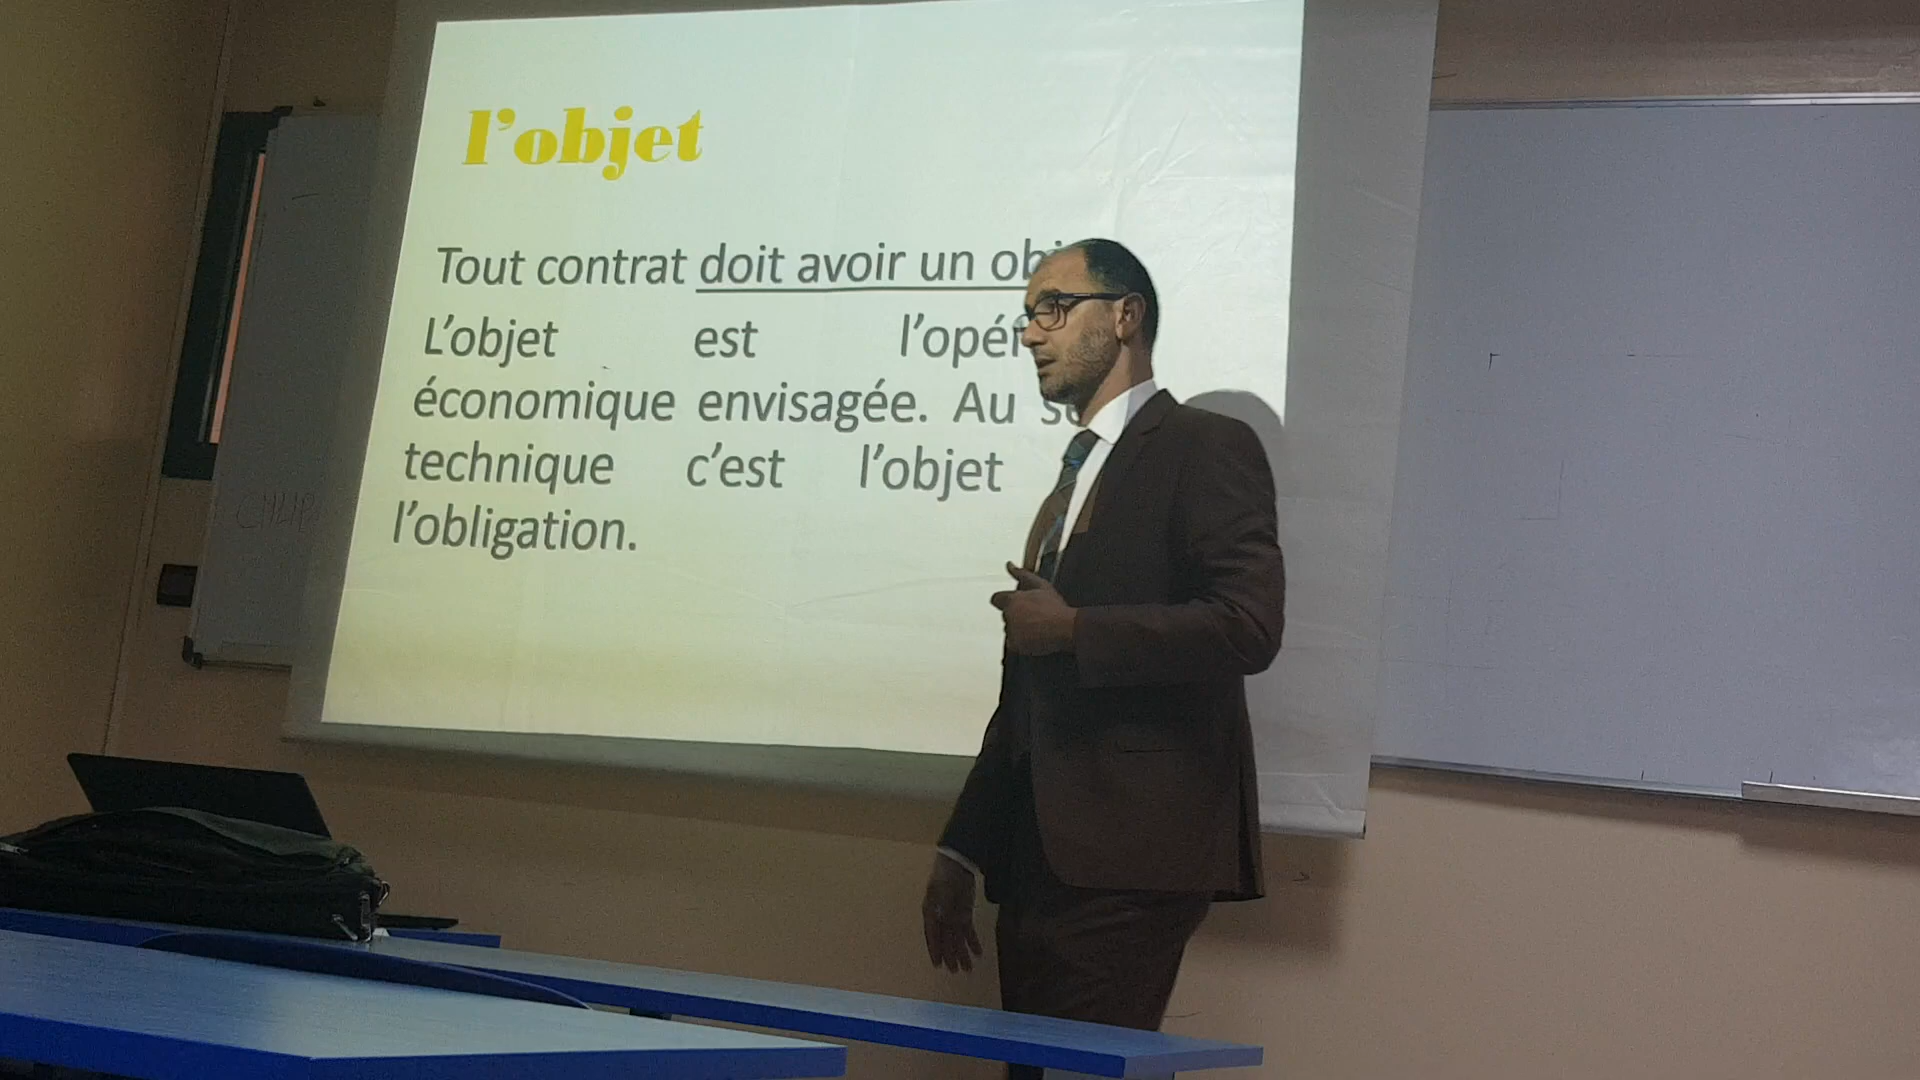 l'objet
Tout contrat doit avoir un
L'objet est
économique envisagée. Au
technique c'est l'objet
l'obligation.